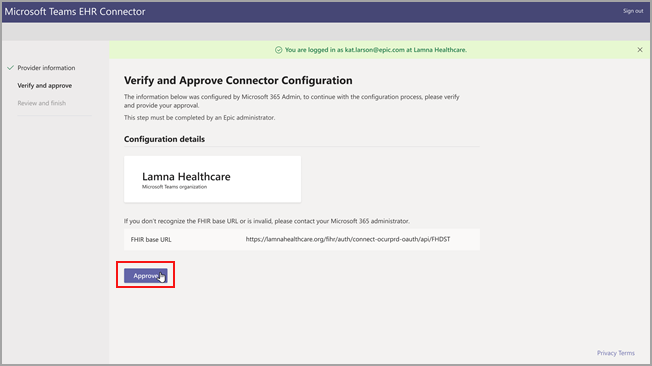 Microsoft Teams EHR Connector
Sign out
You are logged in as kat.larson@epic.com at Lamna Healthcare.
Provider information
Verify and approve
Review and finish
Verify and Approve Connector Configuration
The information below was configured by Microsoft 365 Admin, to continue with the configuration process, please verify
and provide your approval.
This step must be completed by an Epic administrator.
Configuration details
Lamna Healthcare
Microsoft Teams organization
If you don't recognize the FHIR base URL or is invalid, please contact your Microsoft 365 administrator.
FHIR base URL
https://lamnahealthcare.org/fihr/auth/connect-ocurprd-oauth/api/FHDST
Approve
Privacy Terms